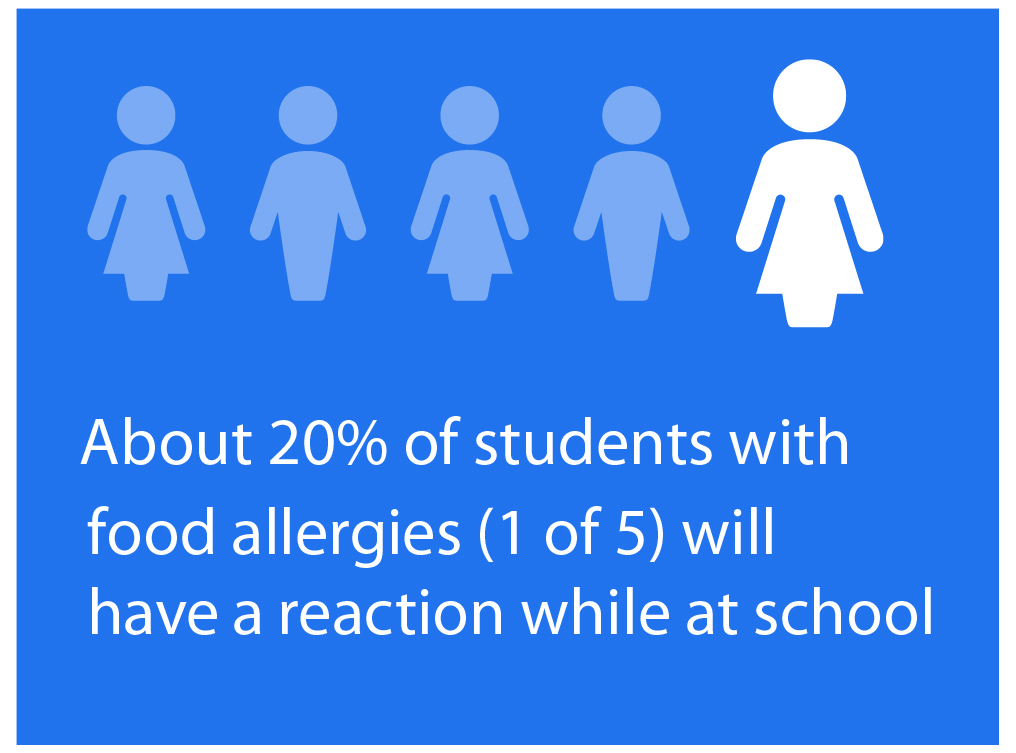 About 20% of students with
food allergies (1 of 5) will
have a reaction while at school